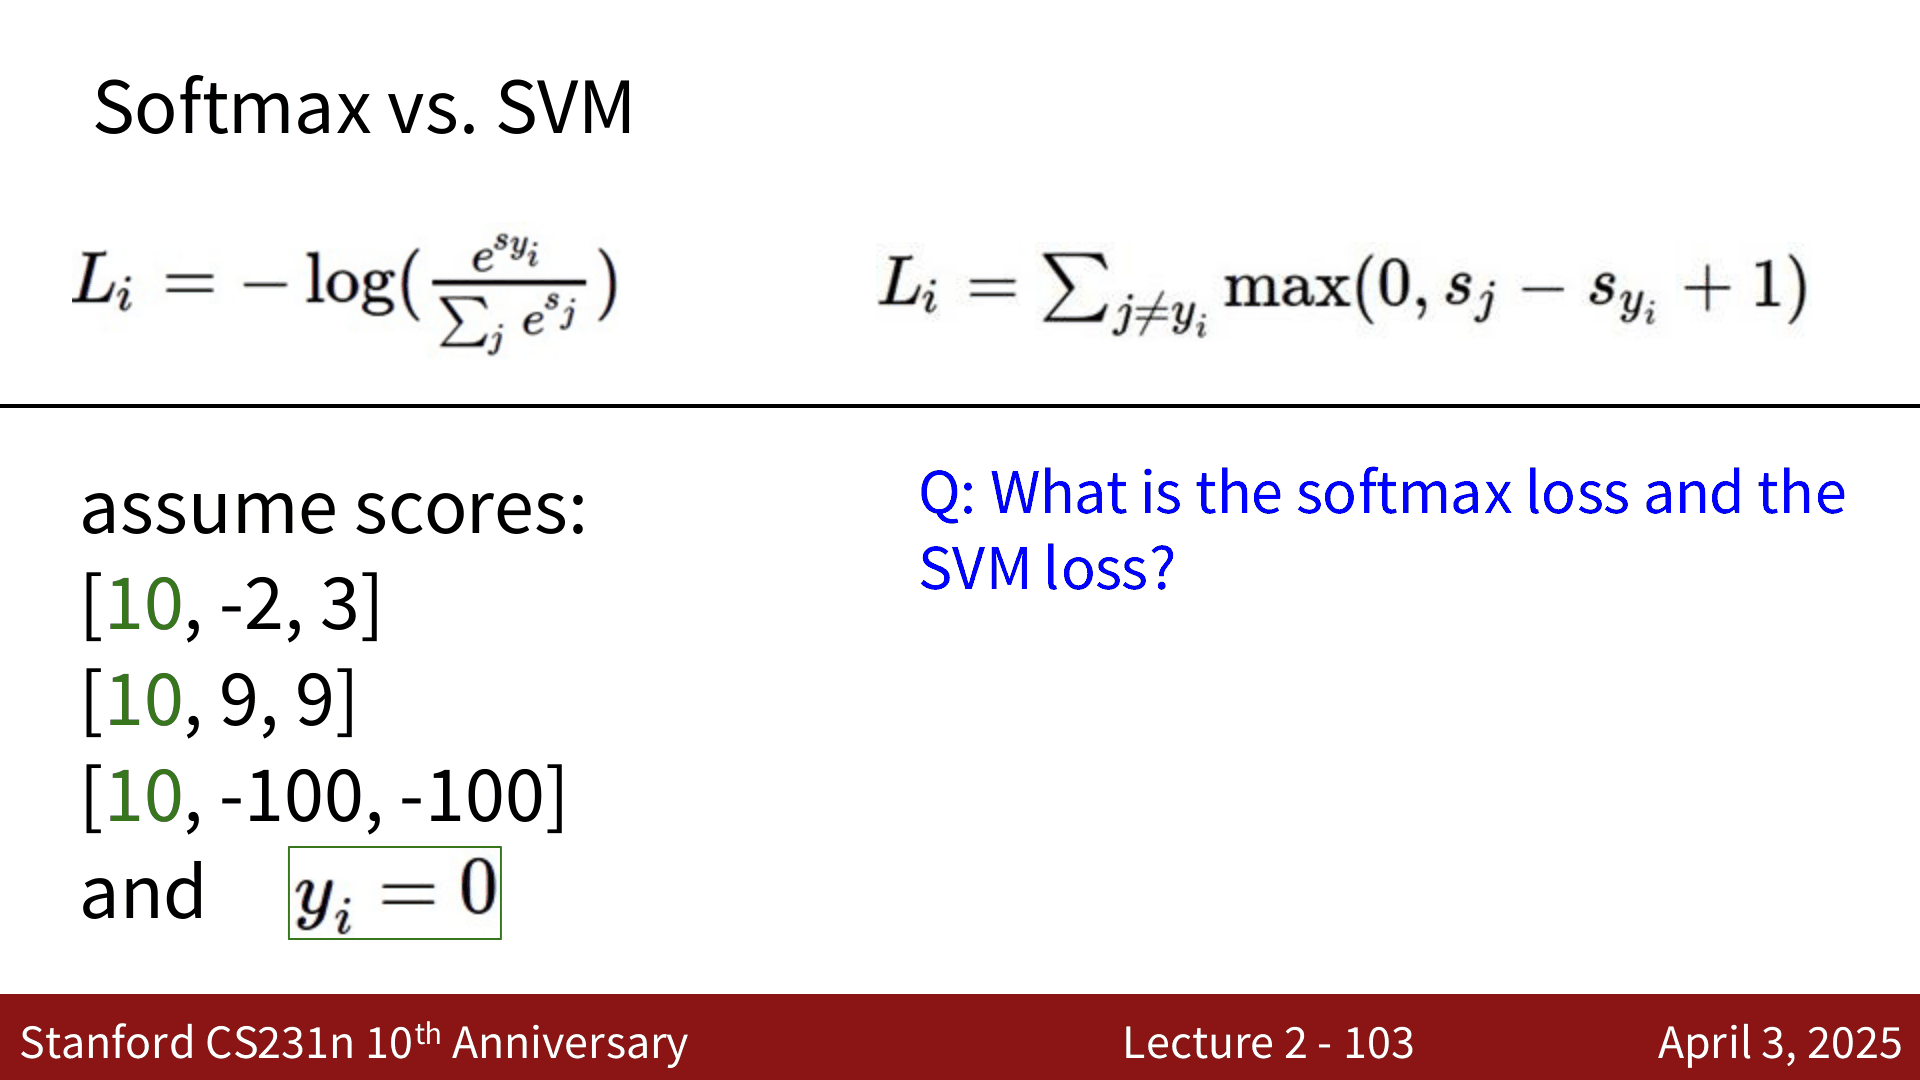 Softmax vs. SVM
L_i = − log( e^{s_{y_i}} / ∑_j e^{s_j} )
L_i = ∑_{j≠y_i} max(0, s_j − s_{y_i} + 1)
assume scores:
[10, -2, 3]
[10, 9, 9]
[10, -100, -100]
and y_i = 0
Q: What is the softmax loss and the
SVM loss?
Stanford CS231n 10th Anniversary
Lecture 2 - 103
April 3, 2025